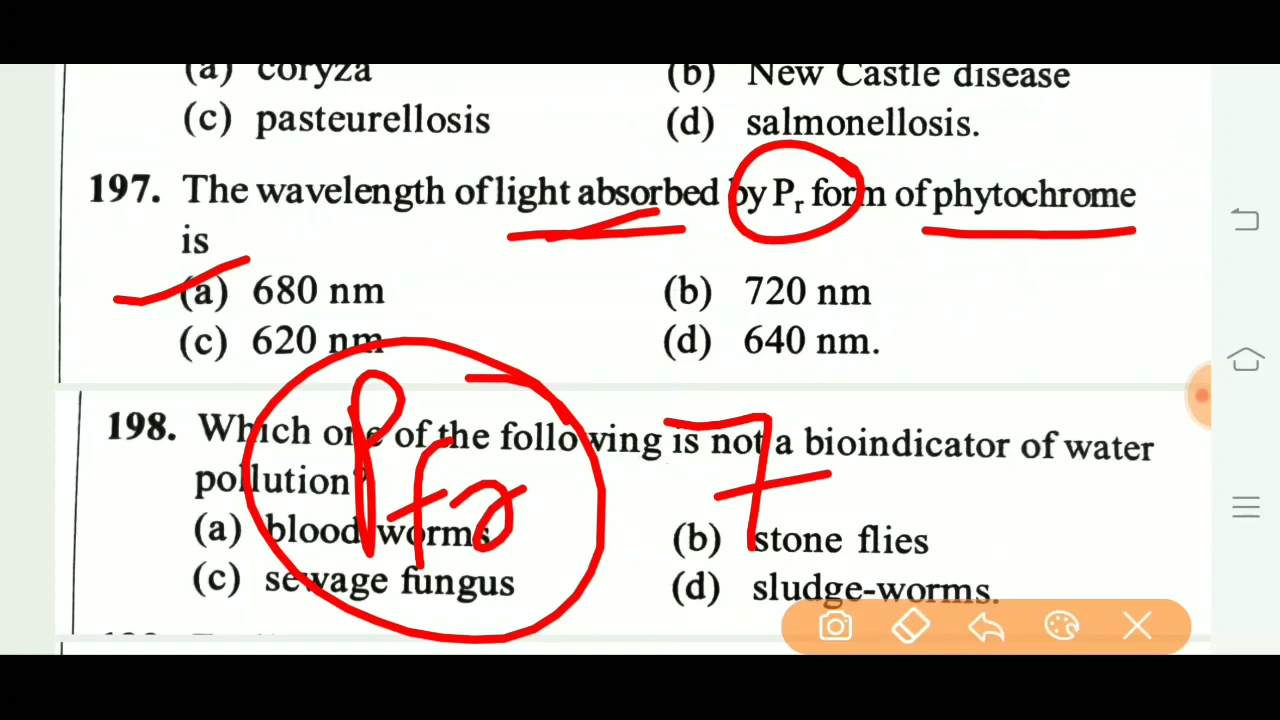 (a) coryza (b) New Castle disease
(c) pasteurellosis (d) salmonellosis.
197. The wavelength of light absorbed by Pr form of phytochrome
is
(a) 680 nm (b) 720 nm
(c) 620 nm (d) 640 nm.
198. Which one of the following is not a bioindicator of water
pollution?
(a) blood worms (b) stone flies
(c) sewage fungus (d) sludge-worms.
Pfr
7